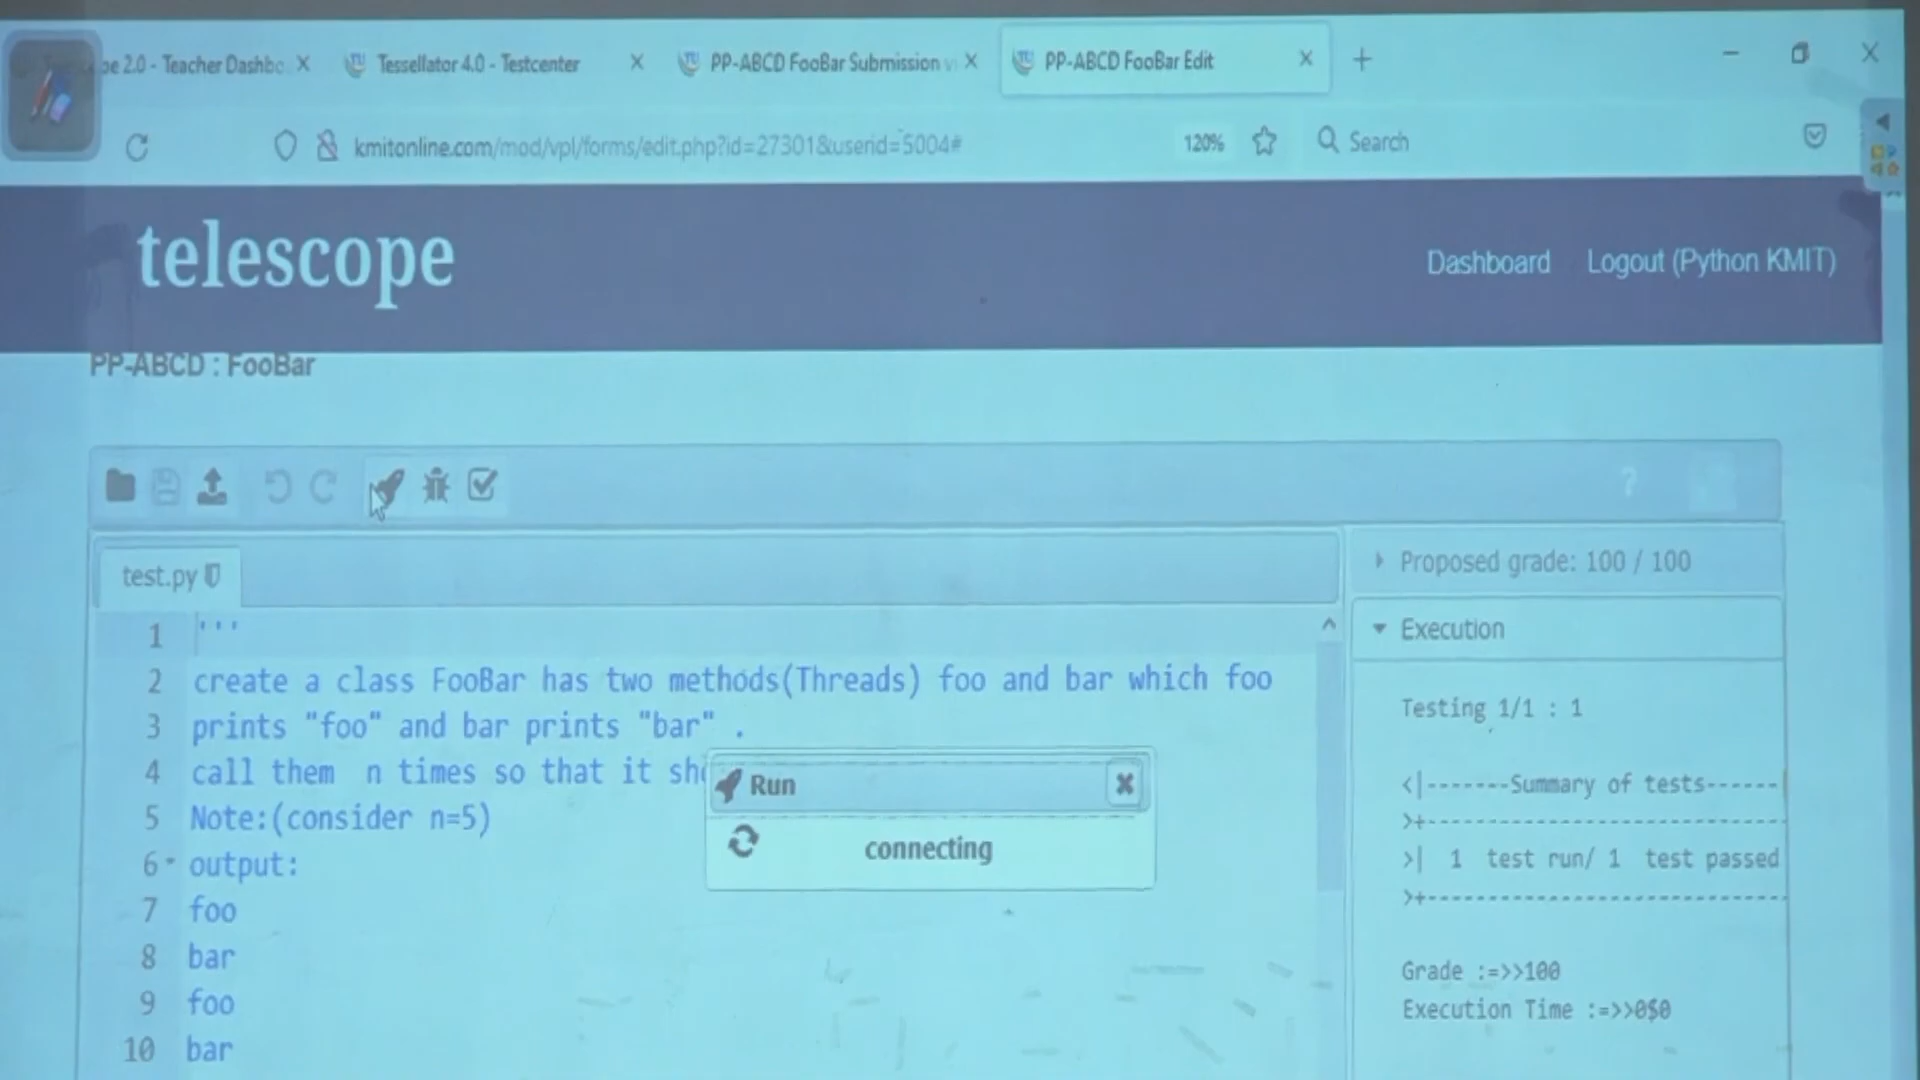 pe 2.0 - Teacher Dashbo
Tessellator 4.0 - Testcenter
PP-ABCD FooBar Submission vi
PP-ABCD FooBar Edit
kmitonline.com/mod/vpl/forms/edit.php?id=27301&userid=5004#
120%
Search
telescope
Dashboard
Logout (Python KMIT)
PP-ABCD : FooBar
?
test.py
Proposed grade: 100 / 100
Execution
1 '''
2 create a class FooBar has two methods(Threads) foo and bar which foo
3 prints "foo" and bar prints "bar" .
4 call them n times so that it sho
5 Note:(consider n=5)
6 output:
7 foo
8 bar
9 foo
10 bar
Run
connecting
Testing 1/1 : 1
<|-------Summary of tests------
>+----------------------------
>| 1 test run/ 1 test passed
>+----------------------------
Grade :=>>100
Execution Time :=>>0$0